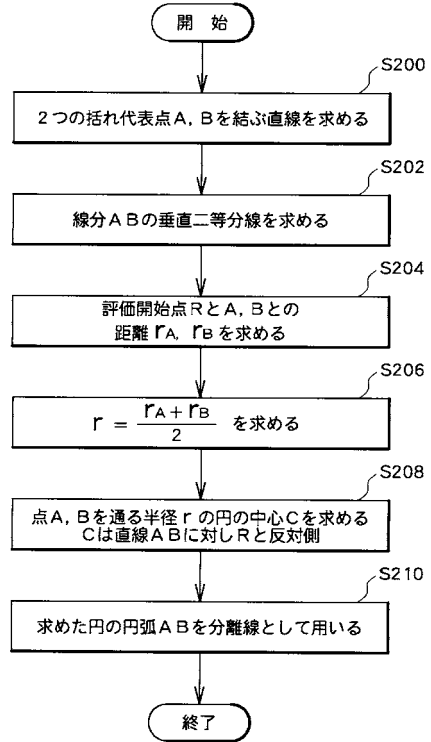 開 始
S200
2つの括れ代表点A, Bを結ぶ直線を求める
S202
線分ABの垂直二等分線を求める
S204
評価開始点RとA, Bとの
距離 rA, rB を求める
S206
r = (rA + rB) / 2 を求める
S208
点A, Bを通る半径rの円の中心Cを求める
Cは直線ABに対しRと反対側
S210
求めた円の円弧ABを分離線として用いる
終了